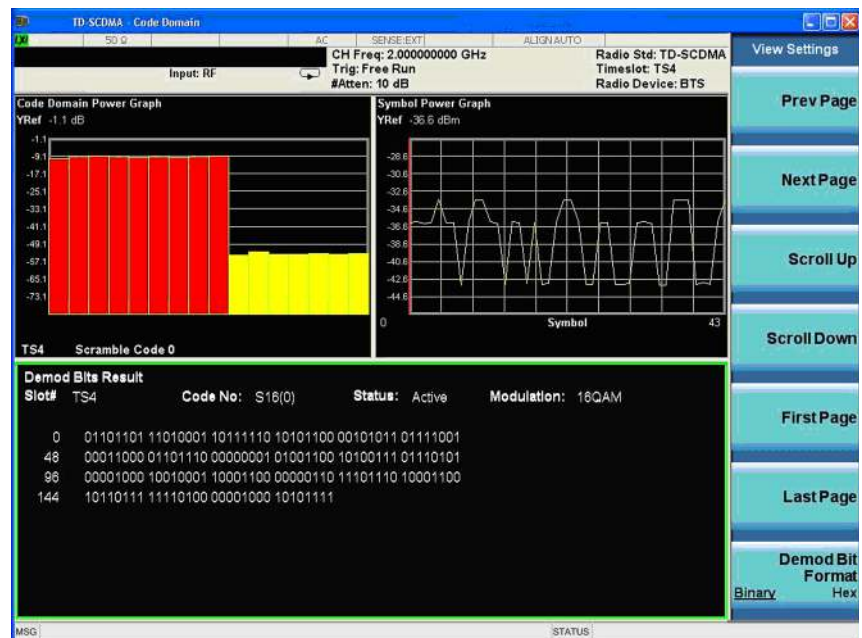 TD-SCDMA - Code Domain
50 Ω AC SENSE:EXT ALIGN AUTO
Input: RF
CH Freq: 2.000000000 GHz
Trig: Free Run
#Atten: 10 dB
Radio Std: TD-SCDMA
Timeslot: TS4
Radio Device: BTS
Code Domain Power Graph
YRef -1.1 dB
-1.1
-9.1
-17.1
-25.1
-33.1
-41.1
-49.1
-57.1
-65.1
-73.1
TS4 Scramble Code 0
Symbol Power Graph
YRef -36.6 dBm
-28.6
-30.6
-32.6
-34.6
-36.6
-38.6
-40.6
-42.6
-44.6
0 Symbol 43
Demod Bits Result
Slot# TS4 Code No: S16(0) Status: Active Modulation: 16QAM
0 01101101 11010001 10111110 10101100 00101011 01111001
48 00011000 01101110 00000001 01001100 10100111 01110101
96 00001000 10010001 10001100 00000110 11101110 10001100
144 10110111 11110100 00001000 10101111
MSG STATUS
View Settings
Prev Page
Next Page
Scroll Up
Scroll Down
First Page
Last Page
Demod Bit
Format
Binary Hex